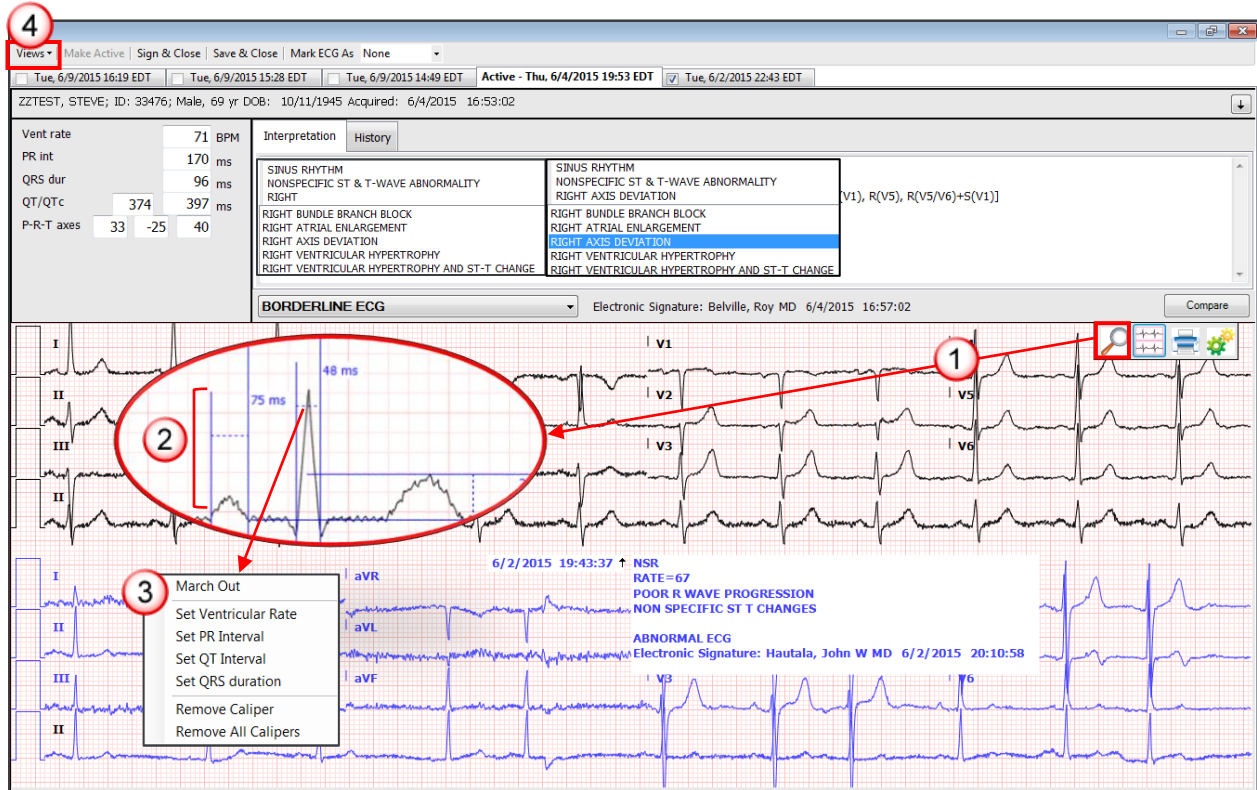 4
Views Make Active Sign & Close Save & Close Mark ECG As None
Tue, 6/9/2015 16:19 EDT Tue, 6/9/2015 15:28 EDT Tue, 6/9/2015 14:49 EDT Active - Thu, 6/4/2015 19:53 EDT Tue, 6/2/2015 22:43 EDT
ZZTEST, STEVE; ID: 33476; Male, 69 yr DOB: 10/11/1945 Acquired: 6/4/2015 16:53:02
Vent rate 71 BPM
PR int 170 ms
QRS dur 96 ms
QT/QTc 374 397 ms
P-R-T axes 33 -25 40
Interpretation History
SINUS RHYTHM
NONSPECIFIC ST & T-WAVE ABNORMALITY
RIGHT
RIGHT BUNDLE BRANCH BLOCK
RIGHT ATRIAL ENLARGEMENT
RIGHT AXIS DEVIATION
RIGHT VENTRICULAR HYPERTROPHY
RIGHT VENTRICULAR HYPERTROPHY AND ST-T CHANGE
SINUS RHYTHM
NONSPECIFIC ST & T-WAVE ABNORMALITY
RIGHT AXIS DEVIATION
RIGHT BUNDLE BRANCH BLOCK
RIGHT ATRIAL ENLARGEMENT
RIGHT AXIS DEVIATION
RIGHT VENTRICULAR HYPERTROPHY
RIGHT VENTRICULAR HYPERTROPHY AND ST-T CHANGE
(V1), R(V5), R(V5/V6)+S(V1)]
BORDERLINE ECG Electronic Signature: Belville, Roy MD 6/4/2015 16:57:02 Compare
I V1
II V2 V5
III V3 V6
II
1
48 ms
75 ms
2
3
I aVR
II aVL
III aVF V3 V6
II
March Out
Set Ventricular Rate
Set PR Interval
Set QT Interval
Set QRS duration
Remove Caliper
Remove All Calipers
6/2/2015 19:43:37 ↑ NSR
RATE=67
POOR R WAVE PROGRESSION
NON SPECIFIC ST T CHANGES
ABNORMAL ECG
Electronic Signature: Hautala, John W MD 6/2/2015 20:10:58